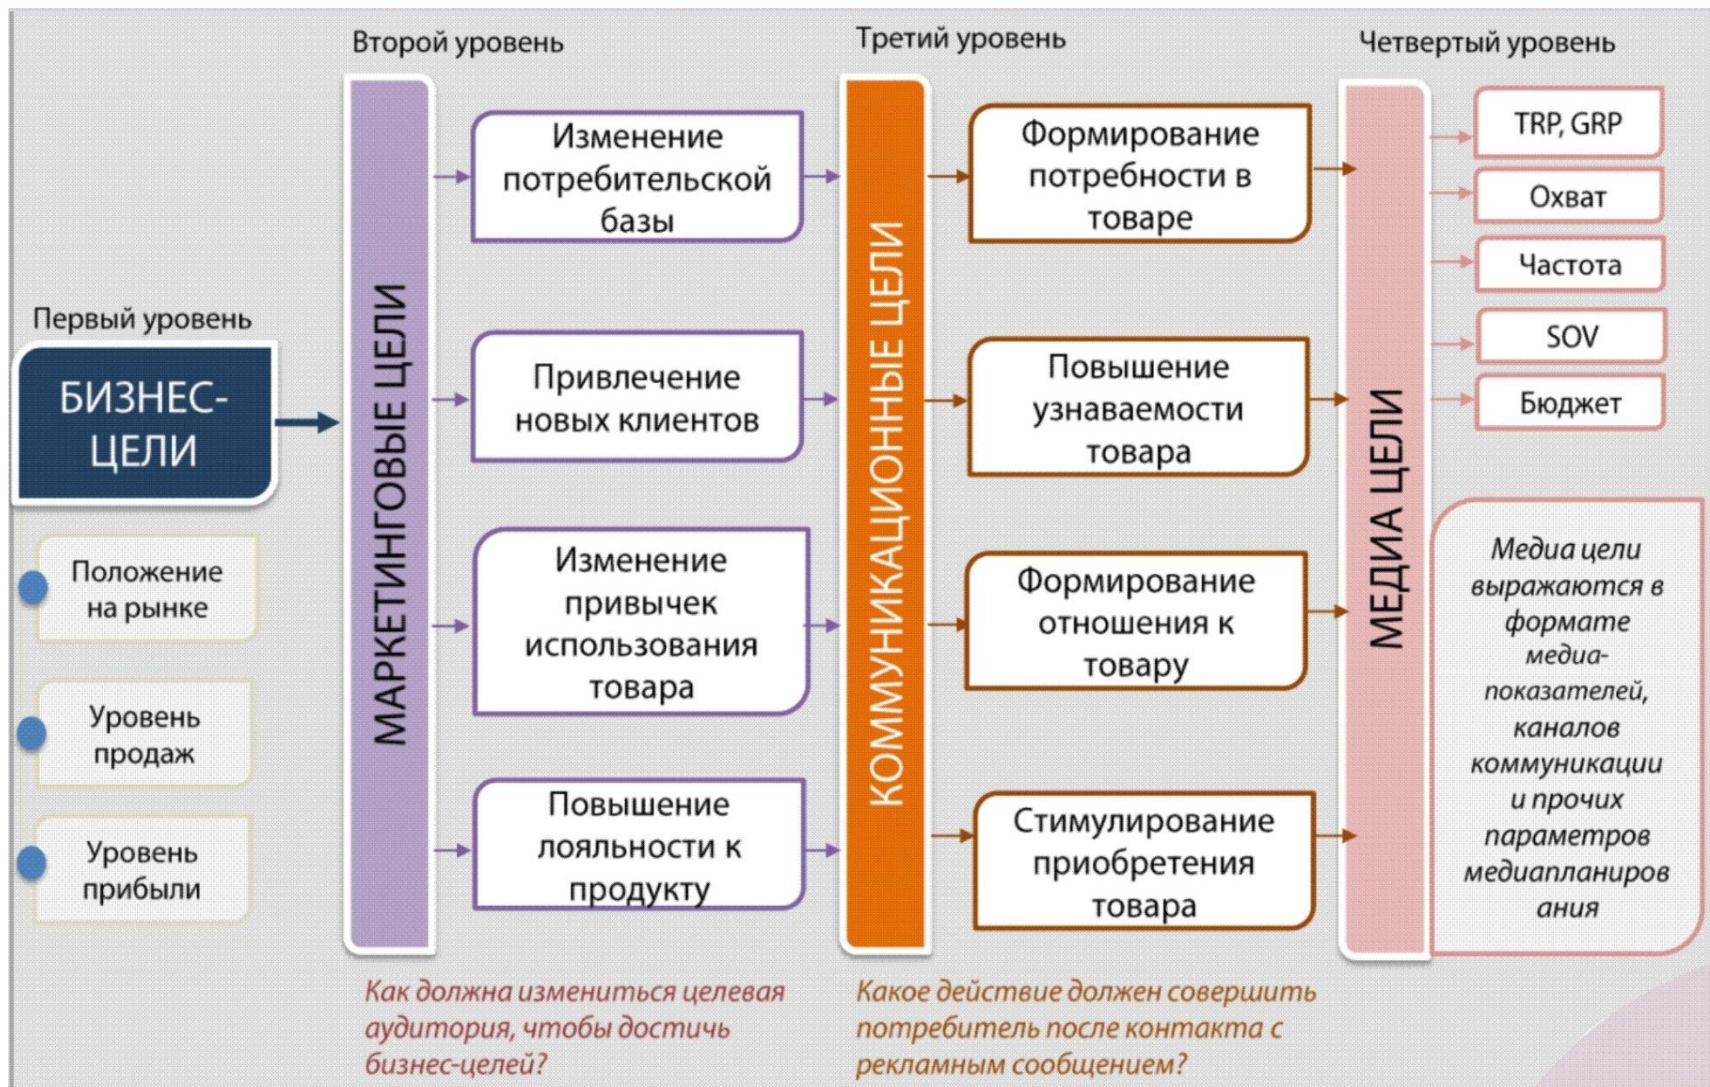 Первый уровень
БИЗНЕС-
ЦЕЛИ
Положение
на рынке
Уровень
продаж
Уровень
прибыли
Второй уровень
МАРКЕТИНГОВЫЕ ЦЕЛИ
Изменение
потребительской
базы
Привлечение
новых клиентов
Изменение
привычек
использования
товара
Повышение
лояльности к
продукту
Как должна измениться целевая
аудитория, чтобы достичь
бизнес-целей?
Третий уровень
КОММУНИКАЦИОННЫЕ ЦЕЛИ
Формирование
потребности в
товаре
Повышение
узнаваемости
товара
Формирование
отношения к
товару
Стимулирование
приобретения
товара
Какое действие должен совершить
потребитель после контакта с
рекламным сообщением?
Четвертый уровень
МЕДИА ЦЕЛИ
TRP, GRP
Охват
Частота
SOV
Бюджет
Медиа цели
выражаются в
формате
медиа-
показателей,
каналов
коммуникации
и прочих
параметров
медиапланиров
ания